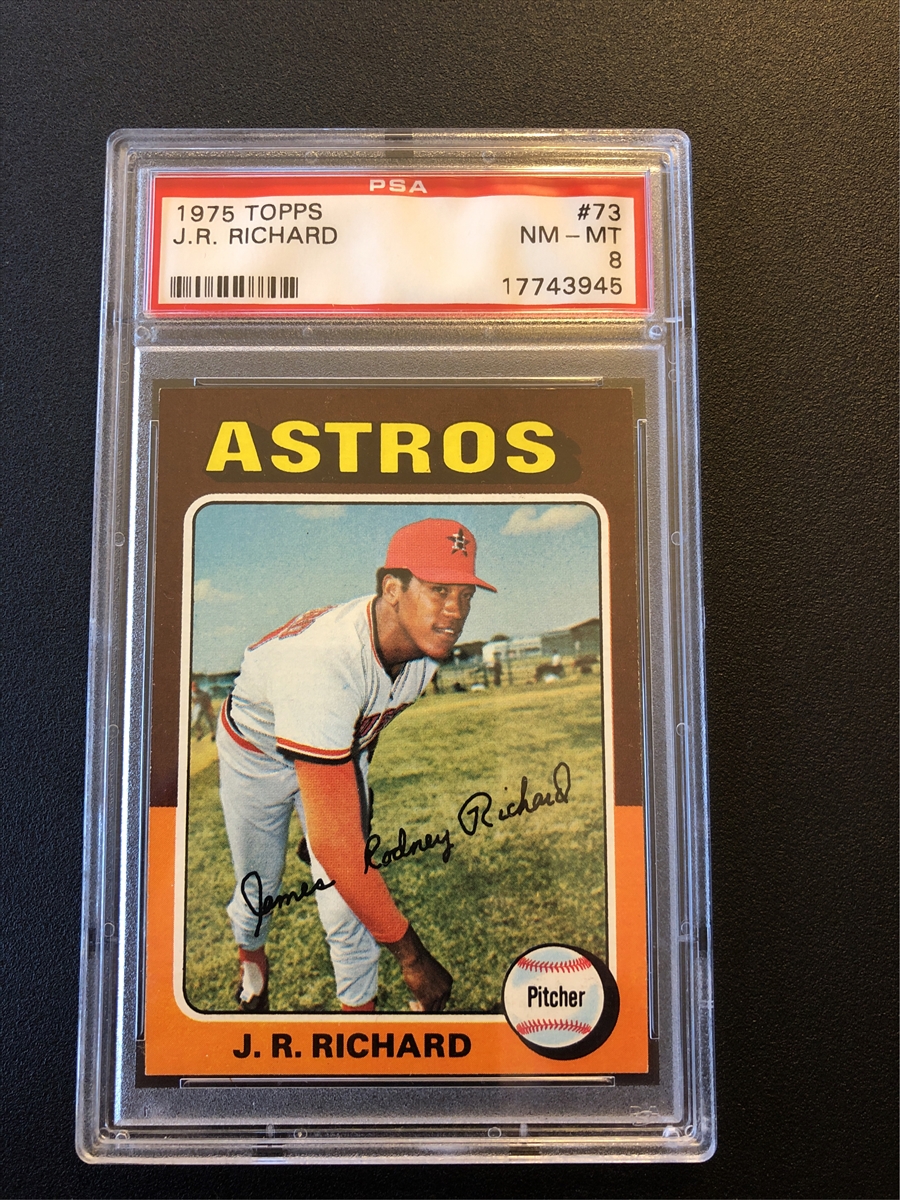 PSA
1975 TOPPS #73
J.R. RICHARD NM - MT
8
17743945
ASTROS
H
James Rodney Richard
Pitcher
J. R. RICHARD